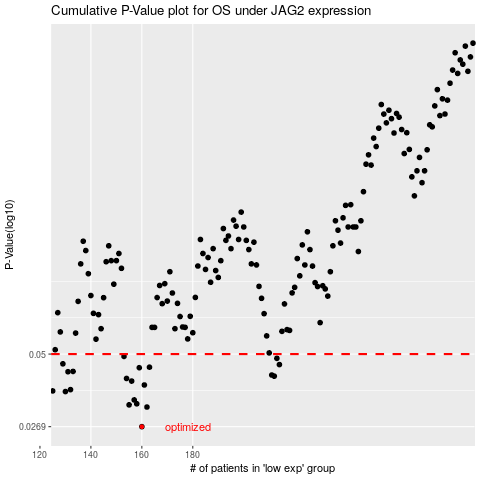 Cumulative P-Value plot for OS under JAG2 expression
P-Value(log10)
0.05
0.0269
optimized
120 140 160 180
# of patients in 'low exp' group